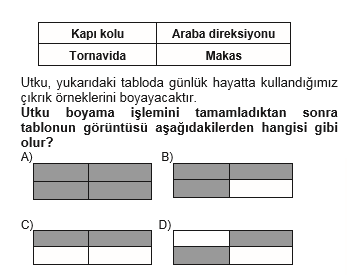 Kapı kolu Araba direksiyonu
Tornavida Makas
Utku, yukarıdaki tabloda günlük hayatta kullandığımız
çıkrık örneklerini boyayacaktır.
Utku boyama işlemini tamamladıktan sonra
tablonun görüntüsü aşağıdakilerden hangisi gibi
olur?
A) B)
C) D)